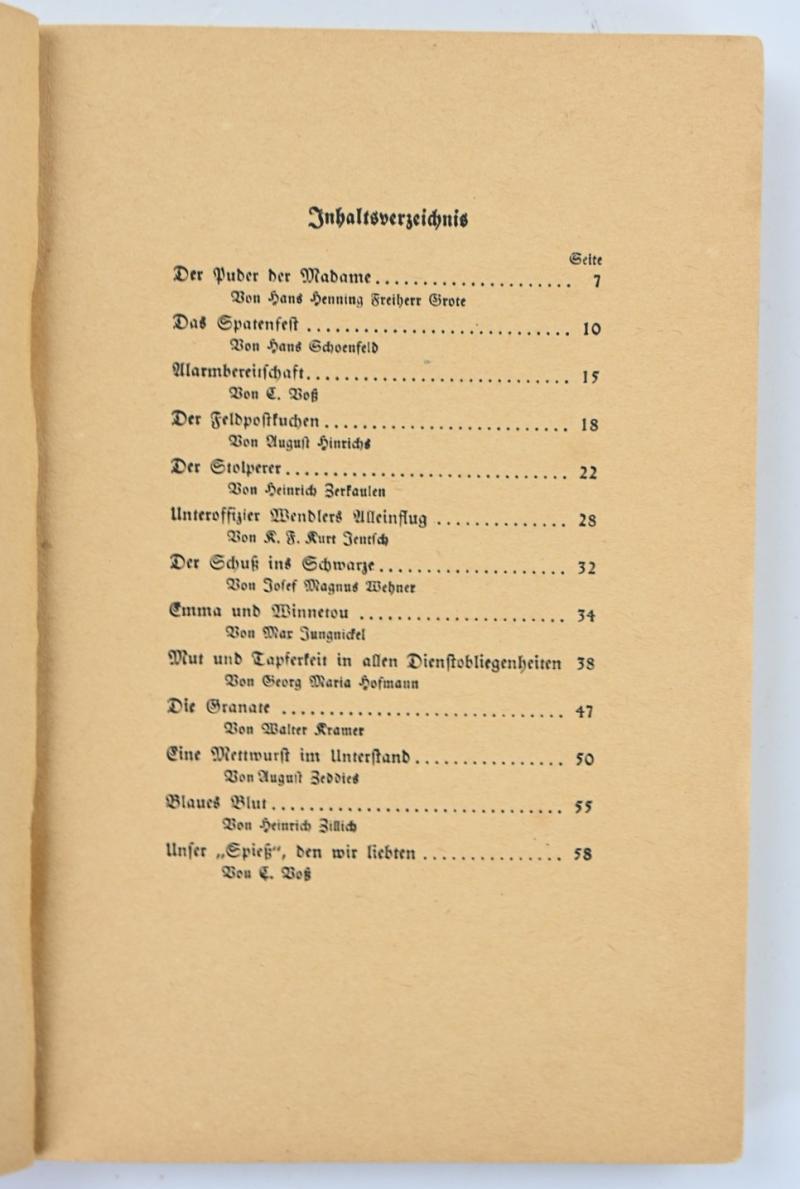 Inhaltsverzeichnis
Seite
Der Puder der Madame...................... 7
Von Hans Henning Freiherr Grote
Das Spatenfest ............................ 10
Von Hans Schoenfeld
Alarmbereitschaft............................ 15
Von C. Voß
Der Feldpostkuchen.......................... 18
Von August Hinrichs
Der Stolperer.............................. 22
Von Heinrich Zerkaulen
Unteroffizier Wendlers Alleinflug .............. 28
Von K. F. Kurt Jentsch
Der Schuß ins Schwarze.................... 32
Von Josef Magnus Wehner
Emma und Winnetou ...................... 34
Von Max Jungnickel
Mut und Tapferkeit in allen Dienstobliegenheiten 38
Von Georg Maria Hofmann
Die Granate ........................... 47
Von Walter Kramer
Eine Mettwurst im Unterstand................ 50
Von August Zeddies
Blaues Blut............................... 55
Von Heinrich Zillich
Unser „Spieß“, den wir liebten ............... 58
Von C. Voß